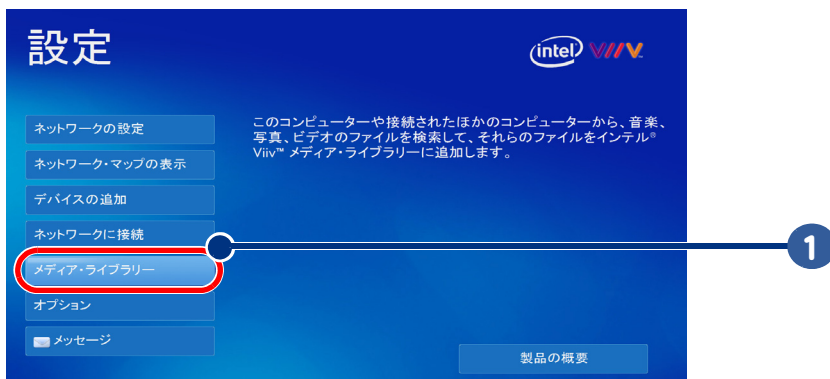 設定
intel VIIV
ネットワークの設定
ネットワーク・マップの表示
デバイスの追加
ネットワークに接続
メディア・ライブラリー
オプション
メッセージ
このコンピューターや接続されたほかのコンピューターから、音楽、
写真、ビデオのファイルを検索して、それらのファイルをインテル®
Viiv™ メディア・ライブラリーに追加します。
1
製品の概要